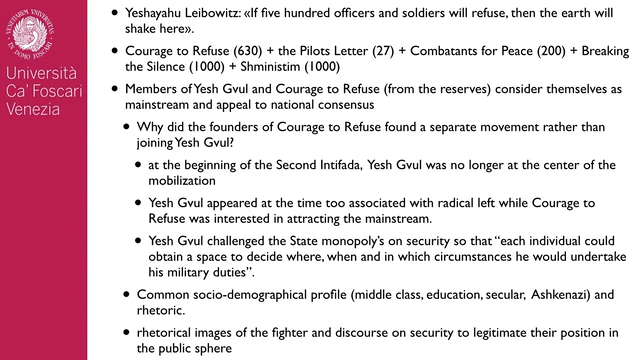 Università
Ca' Foscari
Venezia
• Yeshayahu Leibowitz: «If five hundred officers and soldiers will refuse, then the earth will
shake here».
• Courage to Refuse (630) + the Pilots Letter (27) + Combatants for Peace (200) + Breaking
the Silence (1000) + Shministim (1000)
• Members of Yesh Gvul and Courage to Refuse (from the reserves) consider themselves as
mainstream and appeal to national consensus
• Why did the founders of Courage to Refuse found a separate movement rather than
joining Yesh Gvul?
• at the beginning of the Second Intifada, Yesh Gvul was no longer at the center of the
mobilization
• Yesh Gvul appeared at the time too associated with radical left while Courage to
Refuse was interested in attracting the mainstream.
• Yesh Gvul challenged the State monopoly's on security so that “each individual could
obtain a space to decide where, when and in which circumstances he would undertake
his military duties”.
• Common socio-demographical profile (middle class, education, secular, Ashkenazi) and
rhetoric.
• rhetorical images of the fighter and discourse on security to legitimate their position in
the public sphere